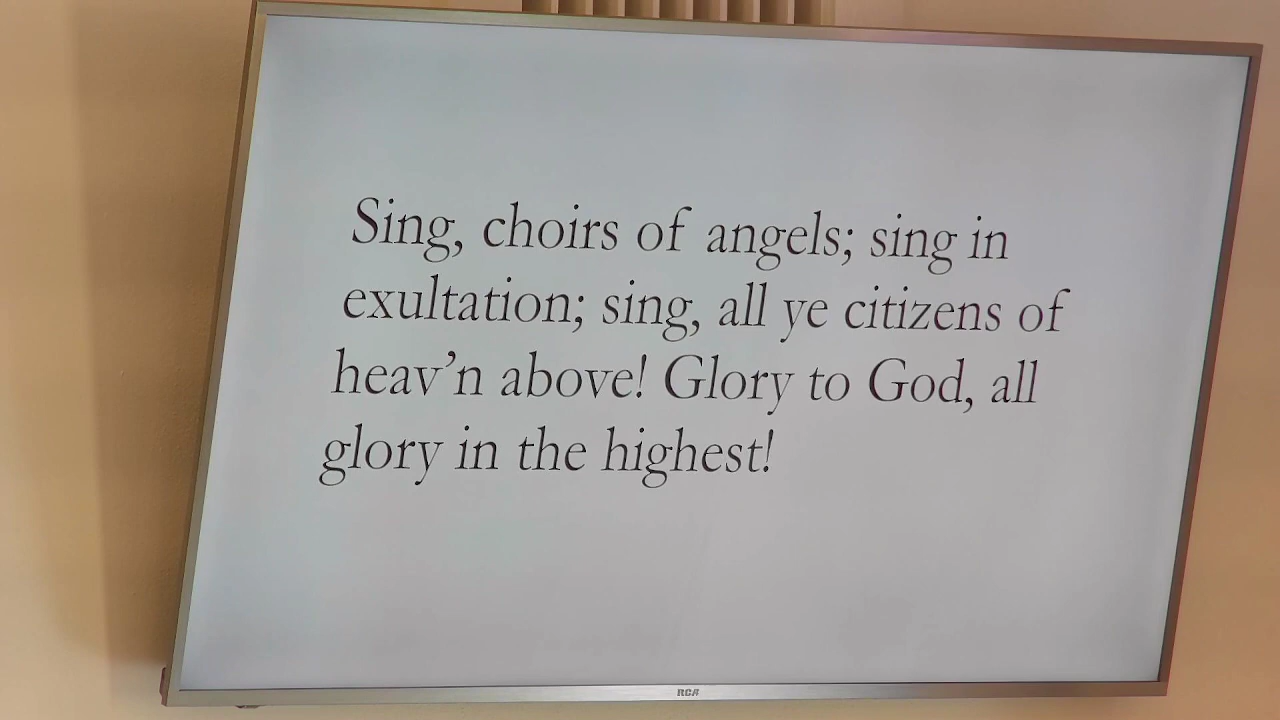 Sing, choirs of angels; sing in
exultation; sing, all ye citizens of
heav’n above! Glory to God, all
glory in the highest!
RCA